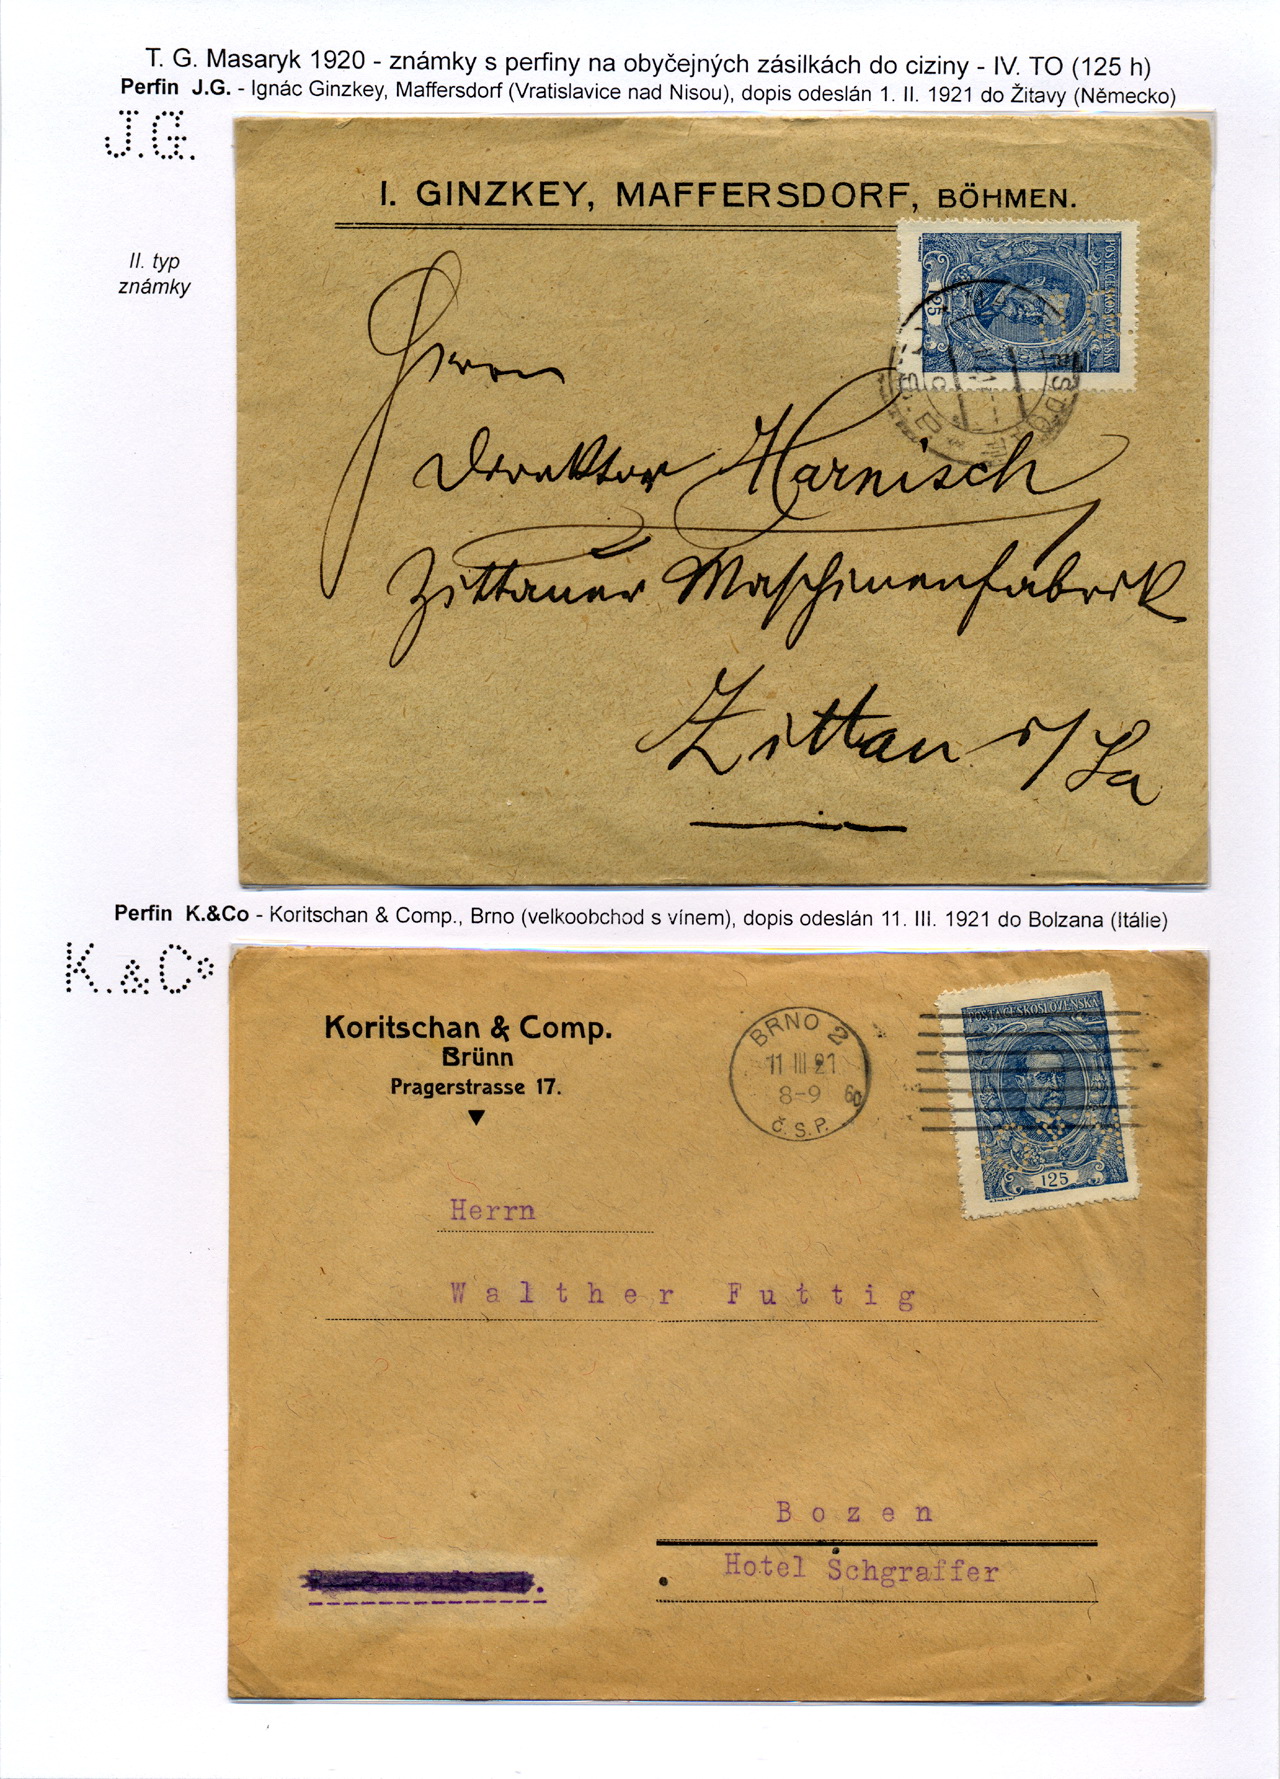 T. G. Masaryk 1920 - známky s perfiny na obyčejných zásilkách do ciziny - IV. TO (125 h)
Perfin J.G. - Ignác Ginzkey, Maffersdorf (Vratislavice nad Nisou), dopis odeslán 1. II. 1921 do Žitavy (Německo)
J.G.
II. typ
známky
I. GINZKEY, MAFFERSDORF, BÖHMEN.
POSTA ČESKOSLOVENSKÁ
125
Herrn
Direktor Harnisch
Zittauer Maschinenfabrik
Zittau i/Sa
Perfin K.&Co - Koritschan & Comp., Brno (velkoobchod s vínem), dopis odeslán 11. III. 1921 do Bolzana (Itálie)
K.&Co
Koritschan & Comp.
Brünn
Pragerstrasse 17.
BRNO 2
11 III 21
8-9 6c
Č.S.P.
POSTA ČESKOSLOVENSKÁ
125
Herrn
Walther Futtig
Bozen
Hotel Schgraffer